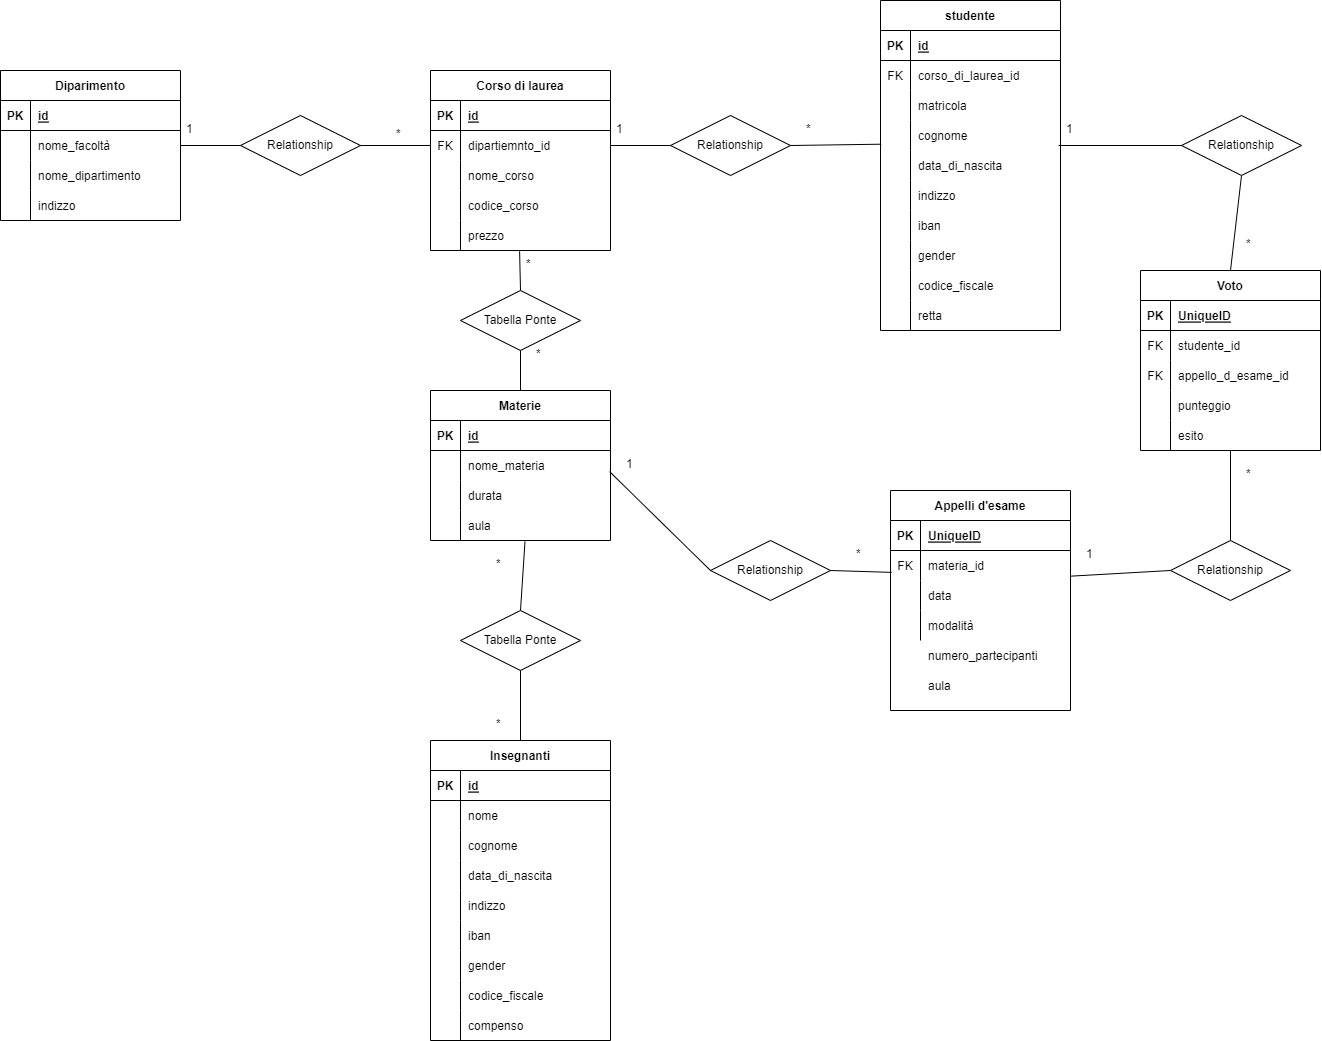 Diparimento
PK id
nome_facoltà
nome_dipartimento
indizzo
1
Relationship
*
Corso di laurea
PK id
FK dipartiemnto_id
nome_corso
codice_corso
prezzo
1
Relationship
*
studente
PK id
FK corso_di_laurea_id
matricola
cognome
data_di_nascita
indizzo
iban
gender
codice_fiscale
retta
1
Relationship
*
Voto
PK UniqueID
FK studente_id
FK appello_d_esame_id
punteggio
esito
*
Relationship
1
*
Tabella Ponte
*
Materie
PK id
nome_materia
durata
aula
1
Relationship
*
Appelli d'esame
PK UniqueID
FK materia_id
data
modalità
numero_partecipanti
aula
*
Tabella Ponte
*
Insegnanti
PK id
nome
cognome
data_di_nascita
indizzo
iban
gender
codice_fiscale
compenso